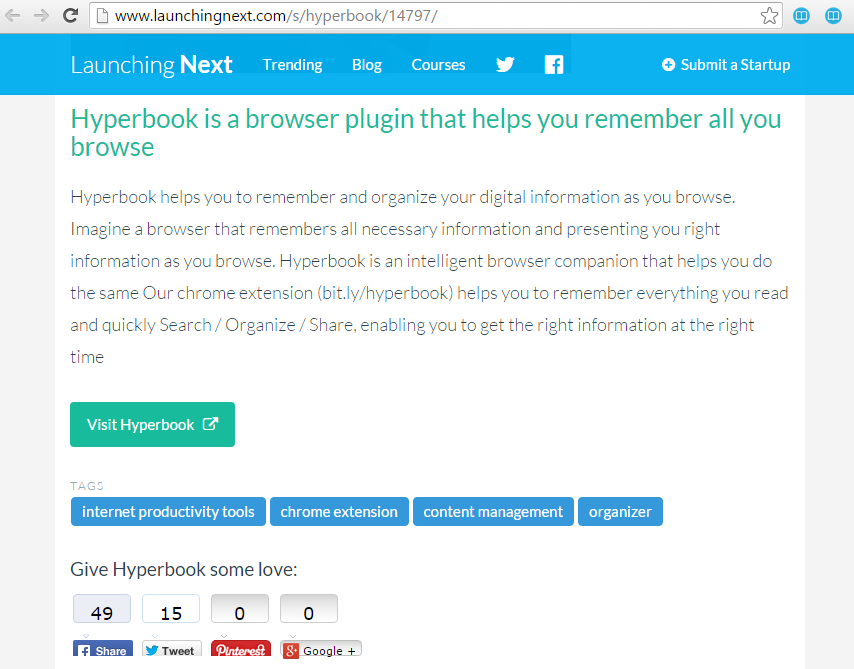 www.launchingnext.com/s/hyperbook/14797/
Launching Next Trending Blog Courses Submit a Startup
Hyperbook is a browser plugin that helps you remember all you
browse
Hyperbook helps you to remember and organize your digital information as you browse.
Imagine a browser that remembers all necessary information and presenting you right
information as you browse. Hyperbook is an intelligent browser companion that helps you do
the same Our chrome extension (bit.ly/hyperbook) helps you to remember everything you read
and quickly Search / Organize / Share, enabling you to get the right information at the right
time
Visit Hyperbook
TAGS
internet productivity tools chrome extension content management organizer
Give Hyperbook some love:
49 15 0 0
Share Tweet Pinterest Google +